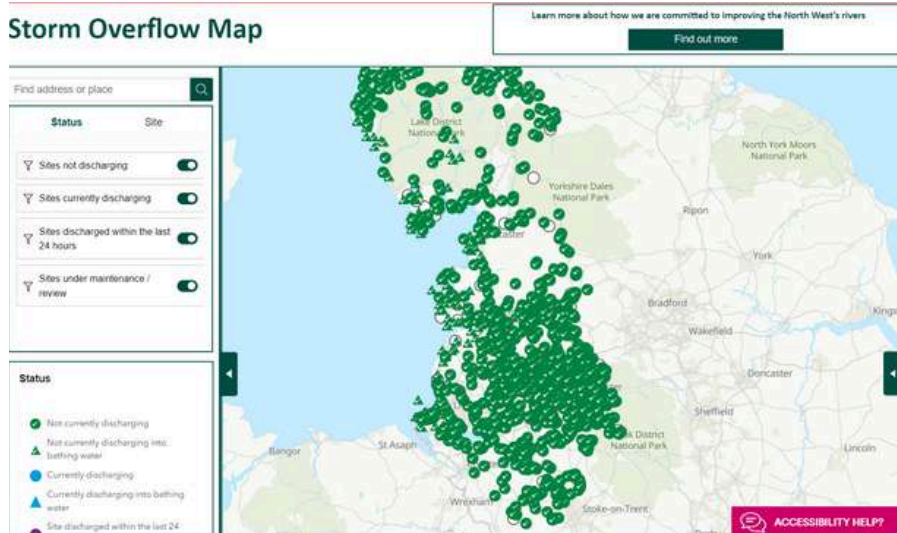 Storm Overflow Map
Learn more about how we are committed to improving the North West's rivers
Find out more
Find address or place
Status
Site
Sites not discharging
Sites currently discharging
Sites discharged within the last
24 hours
Sites under maintenance /
review
Status
Not currently discharging
Not currently discharging into
bathing water
Currently discharging
Currently discharging into bathing
water
Site discharged within the last 24
Lake District
National Park
North York Moors
National Park
Yorkshire Dales
National Park
Ripon
York
Bradford
Wakefield
Kings
Doncaster
Sheffield
District
National Park
Lincoln
St Asaph
Bangor
Wrexham
Stoke-on-Trent
ACCESSIBILITY HELP?